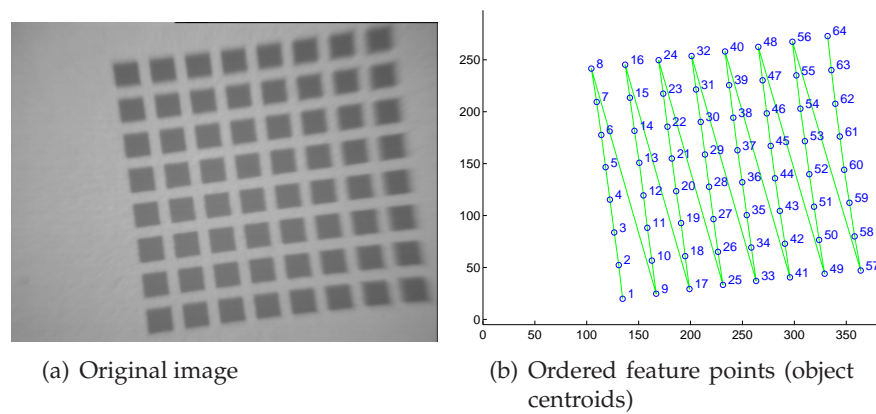 8 16 24 32 40 48 56 64
7 15 23 31 39 47 55 63
6 14 22 30 38 46 54 62
5 13 21 29 37 45 53 61
4 12 20 28 36 44 52 60
3 11 19 27 35 43 51 59
2 10 18 26 34 42 50 58
1 9 17 25 33 41 49 57
250
200
150
100
50
0
0 50 100 150 200 250 300 350
(a) Original image
(b) Ordered feature points (object
centroids)